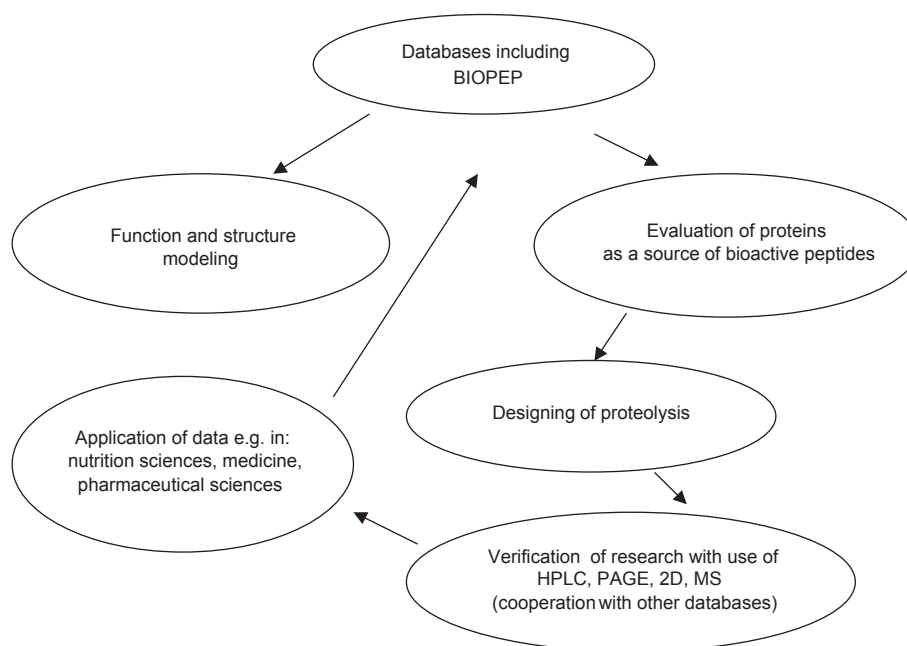 Databases including
BIOPEP
Function and structure
modeling
Evaluation of proteins
as a source of bioactive peptides
Designing of proteolysis
Application of data e.g. in:
nutrition sciences, medicine,
pharmaceutical sciences
Verification of research with use of
HPLC, PAGE, 2D, MS
(cooperation with other databases)